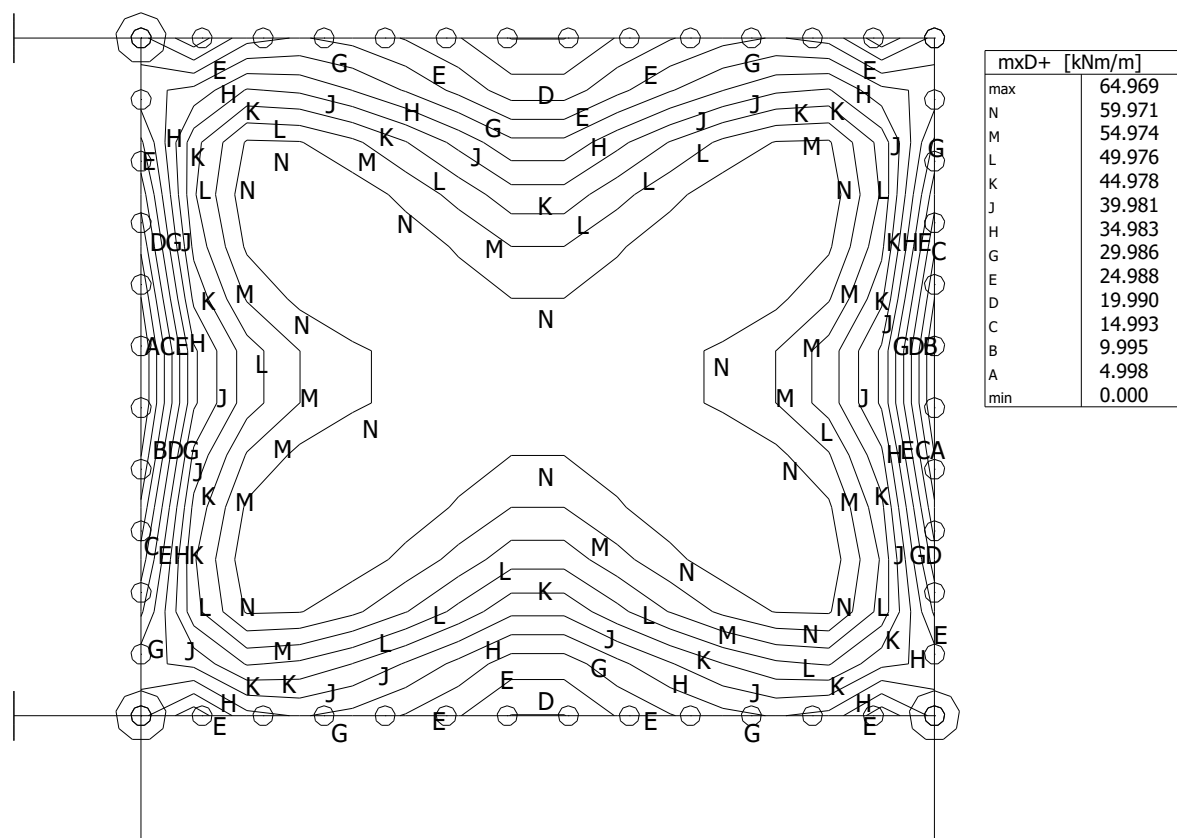 mxD+ [kNm/m]
max 64.969
N 59.971
M 54.974
L 49.976
K 44.978
J 39.981
H 34.983
G 29.986
E 24.988
D 19.990
C 14.993
B 9.995
A 4.998
min 0.000
E G E E G E
D
H J H G E H J J K K H
K L K J M G
H K N M L L J
E
L N K N L
N M L
D G J K H E C
K M N N M K J
A C E H L M G D B
J M N M J
N L
B D G M N H E C A
J K M N M K
C E H K M N J G D
L N L L K L N L
G J M L H J M N K E
K K J J E G K H L K H
H D J H
E G E E G E